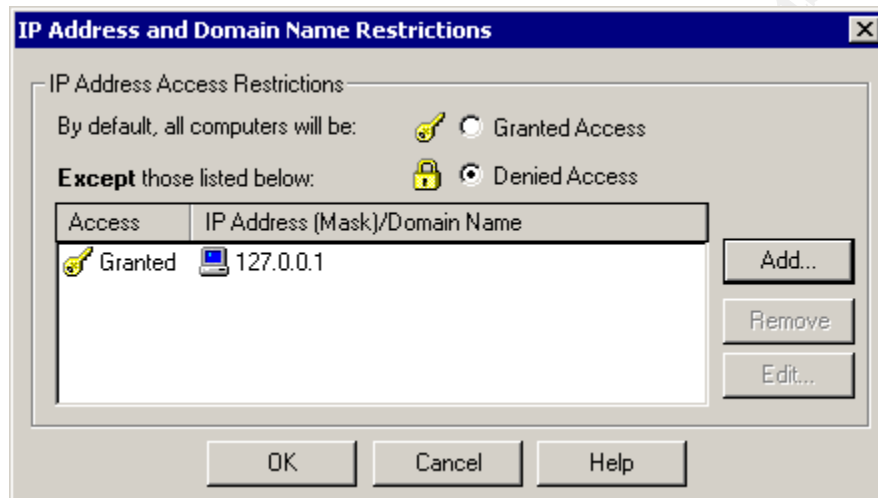 IP Address and Domain Name Restrictions
IP Address Access Restrictions
By default, all computers will be:
Granted Access
Except those listed below:
Denied Access
Access IP Address (Mask)/Domain Name
Granted 127.0.0.1
Add...
Remove
Edit...
OK Cancel Help